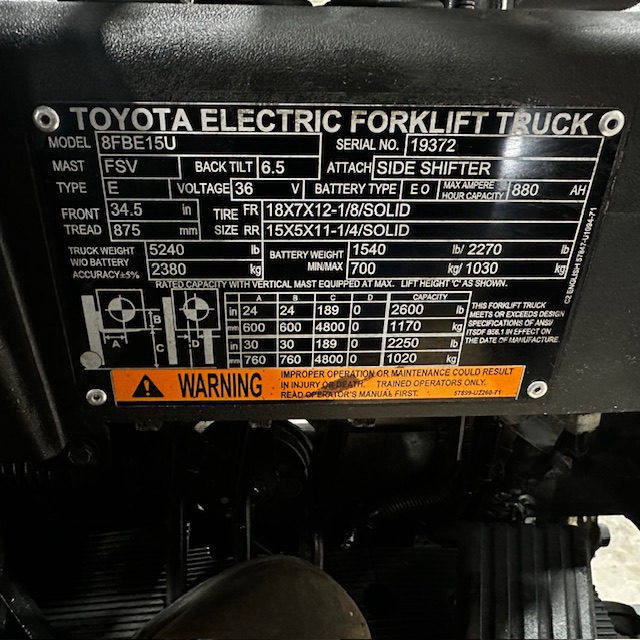 TOYOTA ELECTRIC FORKLIFT TRUCK
MODEL 8FBE15U SERIAL NO. 19372
MAST FSV BACK TILT 6.5 ATTACH SIDE SHIFTER
TYPE E VOLTAGE 36 V BATTERY TYPE EO MAX AMPERE HOUR CAPACITY 880 AH
FRONT TREAD 34.5 in TIRE SIZE FR 18X7X12-1/8/SOLID
875 mm RR 15X5X11-1/4/SOLID
TRUCK WEIGHT W/O BATTERY ACCURACY±5% 5240 lb BATTERY WEIGHT MIN/MAX 1540 lb/ 2270 lb
2380 kg 700 kg/ 1030 kg
RATED CAPACITY WITH VERTICAL MAST EQUIPPED AT MAX. LIFT HEIGHT 'C' AS SHOWN.
A B C D CAPACITY
in 24 24 189 0 2600 lb
mm 600 600 4800 0 1170 kg
in 30 30 189 0 2250 lb
mm 760 760 4800 0 1020 kg
A B C D
THIS FORKLIFT TRUCK
MEETS OR EXCEEDS DESIGN
SPECIFICATIONS OF ANSI/
ITSDF B56.1 IN EFFECT ON
THE DATE OF MANUFACTURE.
WARNING
IMPROPER OPERATION OR MAINTENANCE COULD RESULT
IN INJURY OR DEATH. TRAINED OPERATORS ONLY.
READ OPERATOR'S MANUAL FIRST.